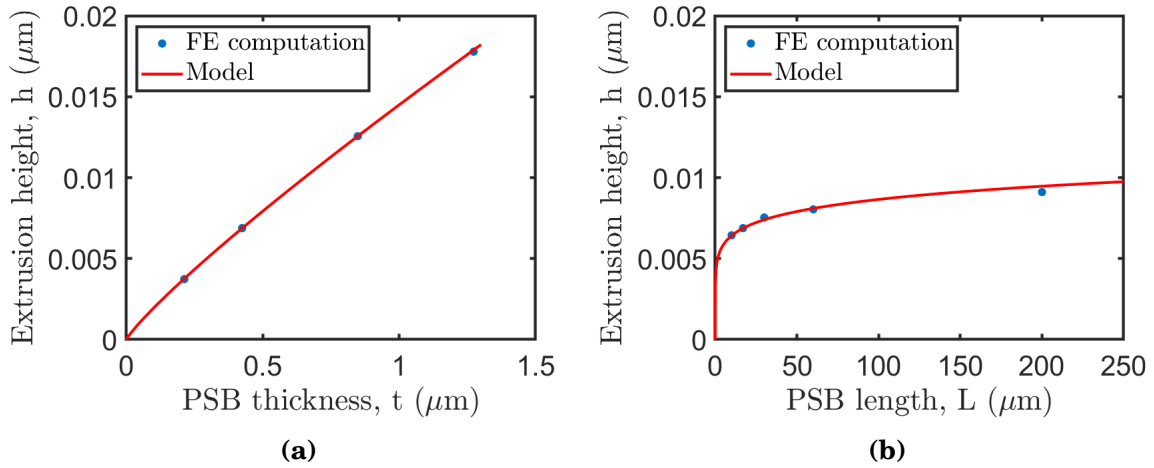 0.02
0.015
0.01
0.005
0
Extrusion height, h (μm)
FE computation
Model
0 0.5 1 1.5
PSB thickness, t (μm)
(a)
0.02
0.015
0.01
0.005
0
Extrusion height, h (μm)
FE computation
Model
0 50 100 150 200 250
PSB length, L (μm)
(b)